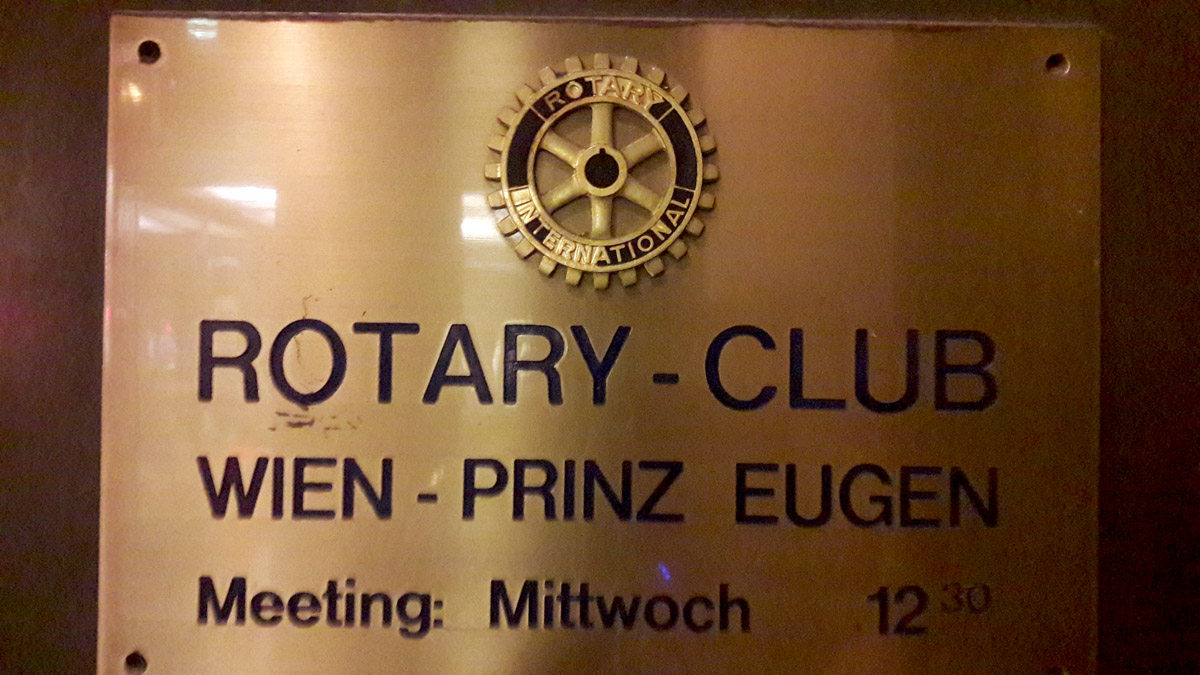 ROTARY
INTERNATIONAL
ROTARY - CLUB
WIEN - PRINZ EUGEN
Meeting: Mittwoch 12 30